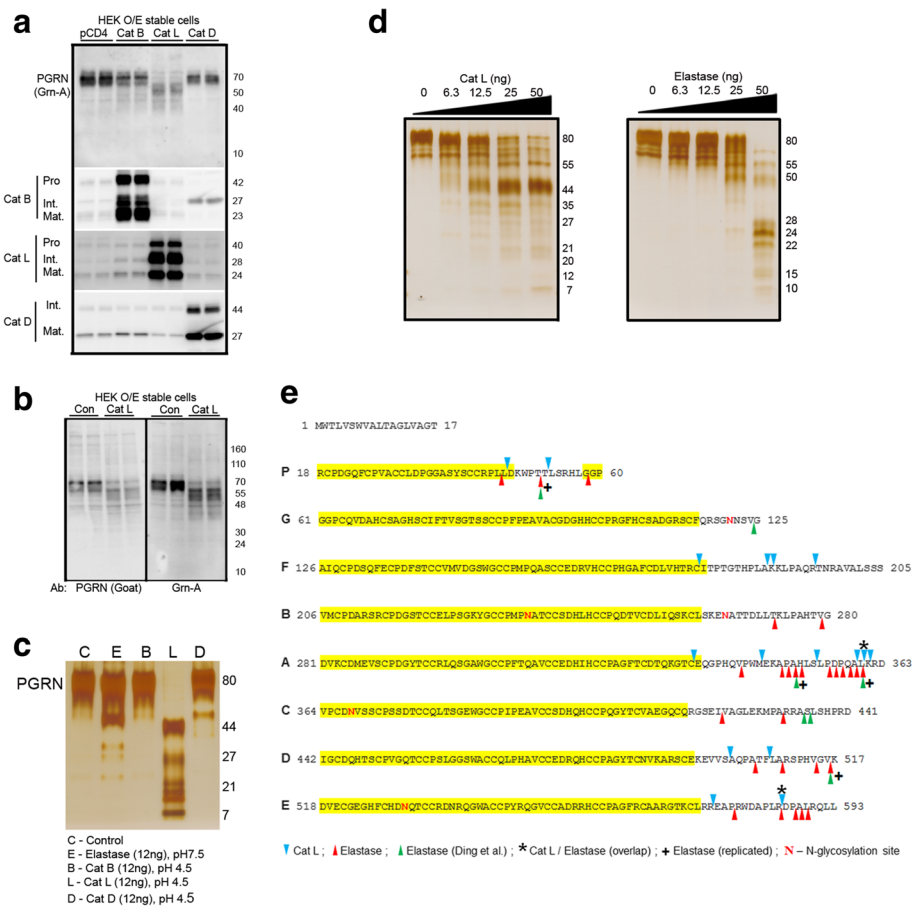 a
HEK O/E stable cells
pCD4 Cat B Cat L Cat D
PGRN
(Grn-A)
70
50
40
10
Cat B
Pro
Int.
Mat.
42
27
23
Cat L
Pro
Int.
Mat.
40
28
24
Cat D
Int.
Mat.
44
27
b
HEK O/E stable cells
Con Cat L Con Cat L
160
110
70
55
48
30
24
10
Ab: PGRN (Goat) Grn-A
c
C E B L D
PGRN
80
44
27
21
7
C - Control
E - Elastase (12ng), pH7.5
B - Cat B (12ng), pH 4.5
L - Cat L (12ng), pH 4.5
D - Cat D (12ng), pH 4.5
d
Cat L (ng)
0 6.3 12.5 25 50
80
55
44
35
27
21
20
12
7
Elastase (ng)
0 6.3 12.5 25 50
80
55
50
28
24
22
15
10
e
1 MWTLVSWVALTAGLVAGT 17
P 18 RCPDGQFCPVACCLDPGGASYSCCRPLLDKWPTTLSRHLGGP 60
+
G 61 GGPCQVDAHCSAGHSCIFTVSGTSSCCPFPEAVACGDGHHCCPRGFHCSADGRSCFQRSGNNSVG 125
F 126 AIQCPDSQFECPDFSTCCVMVDGSWGCCPMPQASCCEDRVHCCPHGAFCDLVHTRCITPTGTHPLAKKLPAQRTNRAVALSSS 205
B 206 VMCPDARSRCPDGSTCCELPSGKYGCCPMPNATCCSDHLHCCPQDTVCDLIQSKCLSKENATTDLLTKLPAHTVG 280
*
A 281 DVKCDMEVSCPDGYTCCRLQSGAWGCCPFTQAVCCEDHIHCCPAGFTCDTQKGTCEQGPHQVPWMEKAPAHLSLPDPQALKRD 363
+ +
C 364 VPCDNVSSCPSSDTCCQLTSGEWGCCPIPEAVCCSDHQHCCPQGYTCVAEGQCQRGSEIVAGLEKMPARRASLSHPRD 441
D 442 IGCDQHTSCPVGQTCCPSLGGSWACCQLPHAVCCEDRQHCCPAGYTCNVKARSCEKEVVSAQPATFLARSPHVGVK 517
+
*
E 518 DVECGEGHFCHDNQTCCRDNRQGWACCPYRQGVCCADRRHCCPAGFRCAARGTKCLRREAPRWDAPLRDPALRQLL 593
Cat L ; Elastase ; Elastase (Ding et al.) ; * Cat L / Elastase (overlap) ; + Elastase (replicated) ; N – N-glycosylation site